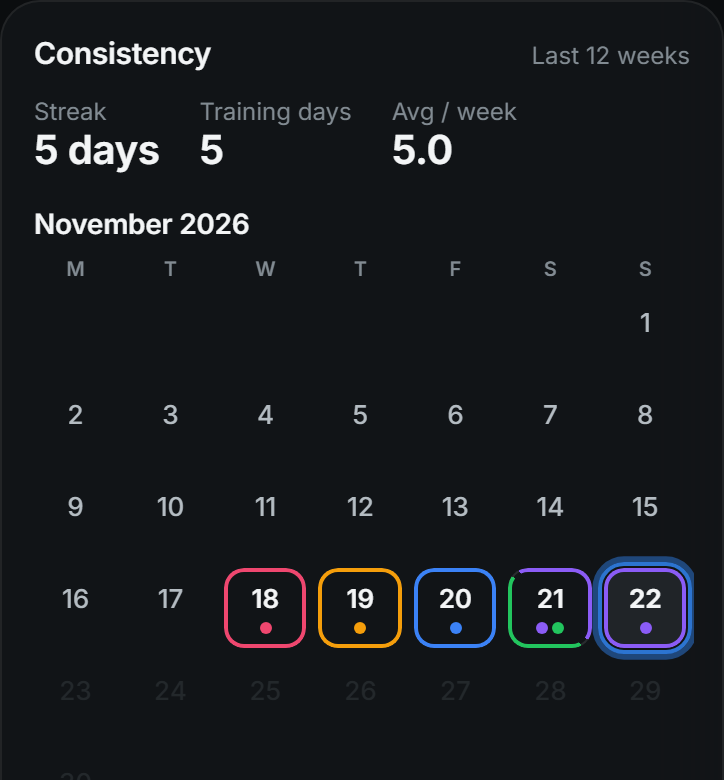 Consistency Last 12 weeks
Streak Training days Avg / week
5 days 5 5.0
November 2026
M T W T F S S
1
2 3 4 5 6 7 8
9 10 11 12 13 14 15
16 17 18 19 20 21 22
23 24 25 26 27 28 29
30